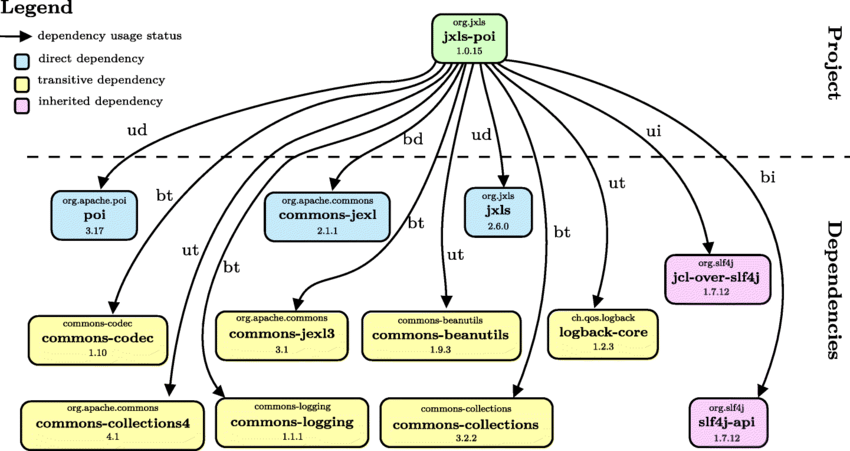 Legend
dependency usage status
direct dependency
transitive dependency
inherited dependency
org.jxls
jxls-poi
1.0.15
Project
ud
bt
ut
bt
bd
bt
ut
ud
bt
ut
ui
bi
Dependencies
org.apache.poi
poi
3.17
org.apache.commons
commons-jexl
2.1.1
org.jxls
jxls
2.6.0
org.slf4j
jcl-over-slf4j
1.7.12
commons-codec
commons-codec
1.10
org.apache.commons
commons-jexl3
3.1
commons-beanutils
commons-beanutils
1.9.3
ch.qos.logback
logback-core
1.2.3
org.apache.commons
commons-collections4
4.1
commons-logging
commons-logging
1.1.1
commons-collections
commons-collections
3.2.2
org.slf4j
slf4j-api
1.7.12